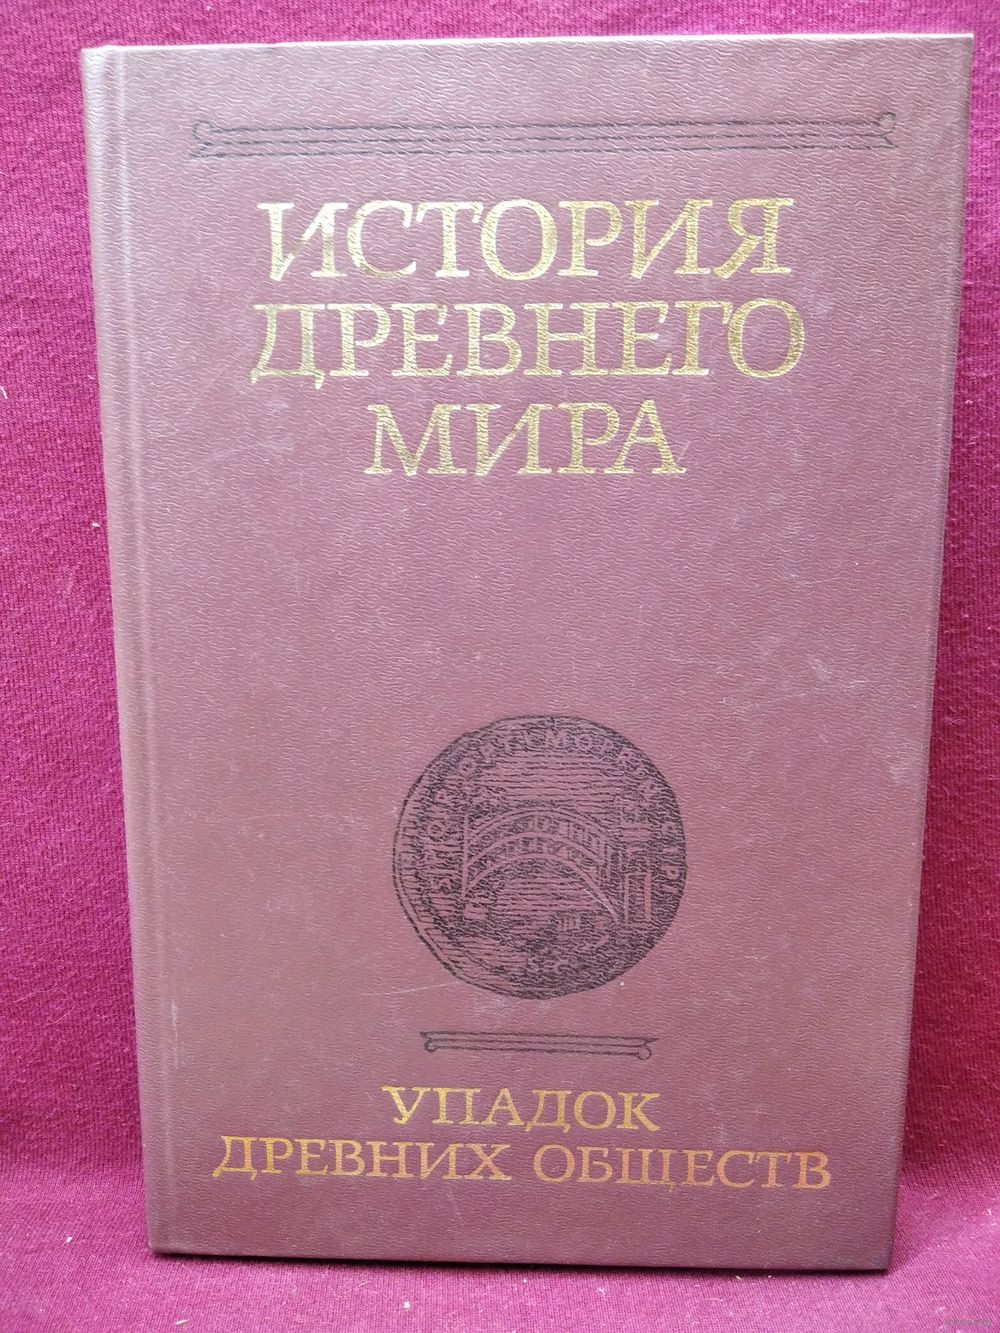 ИСТОРИЯ
ДРЕВНЕГО
МИРА
УПАДОК
ДРЕВНИХ ОБЩЕСТВ